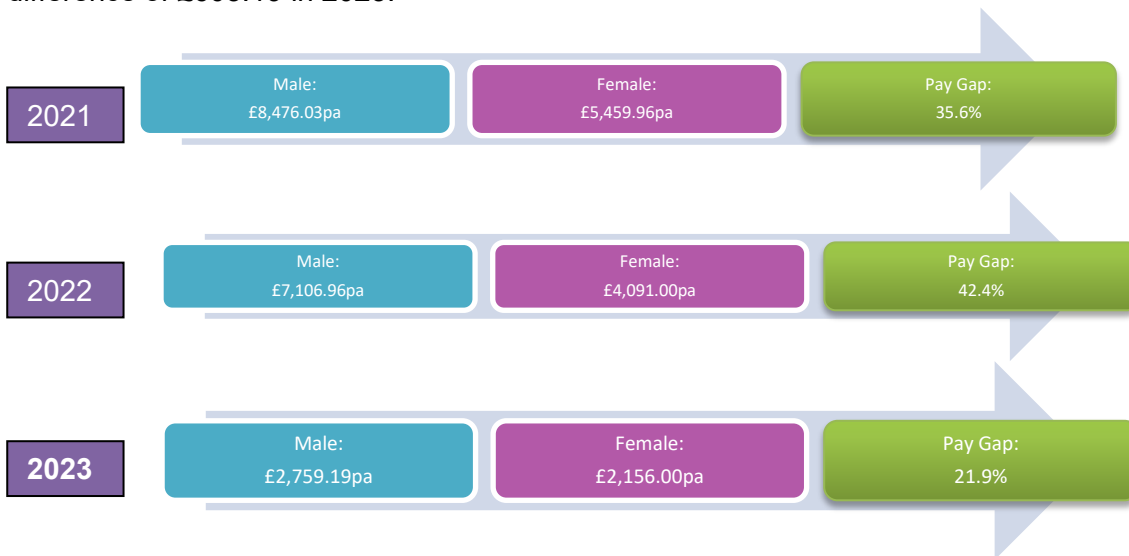 in 2023.
2021
Male:
£8,476.03pa
Female:
£5,459.96pa
Pay Gap:
35.6%
2022
Male:
£7,106.96pa
Female:
£4,091.00pa
Pay Gap:
42.4%
2023
Male:
£2,759.19pa
Female:
£2,156.00pa
Pay Gap:
21.9%